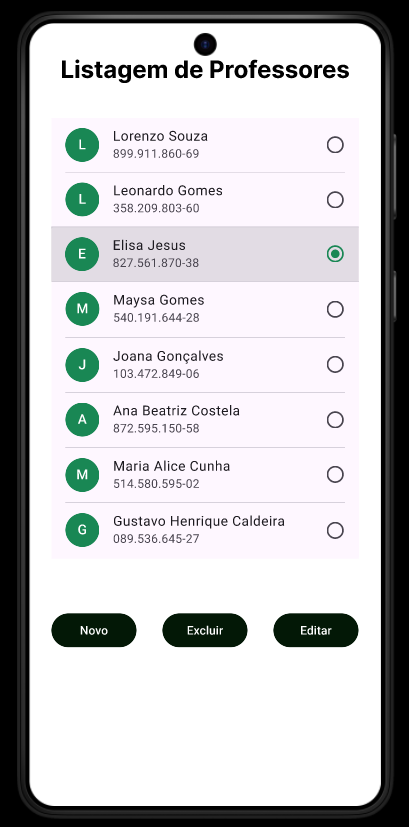 Listagem de Professores
L
Lorenzo Souza
899.911.860-69
L
Leonardo Gomes
358.209.803-60
E
Elisa Jesus
827.561.870-38
M
Maysa Gomes
540.191.644-28
J
Joana Gonçalves
103.472.849-06
A
Ana Beatriz Costela
872.595.150-58
M
Maria Alice Cunha
514.580.595-02
G
Gustavo Henrique Caldeira
089.536.645-27
Novo
Excluir
Editar